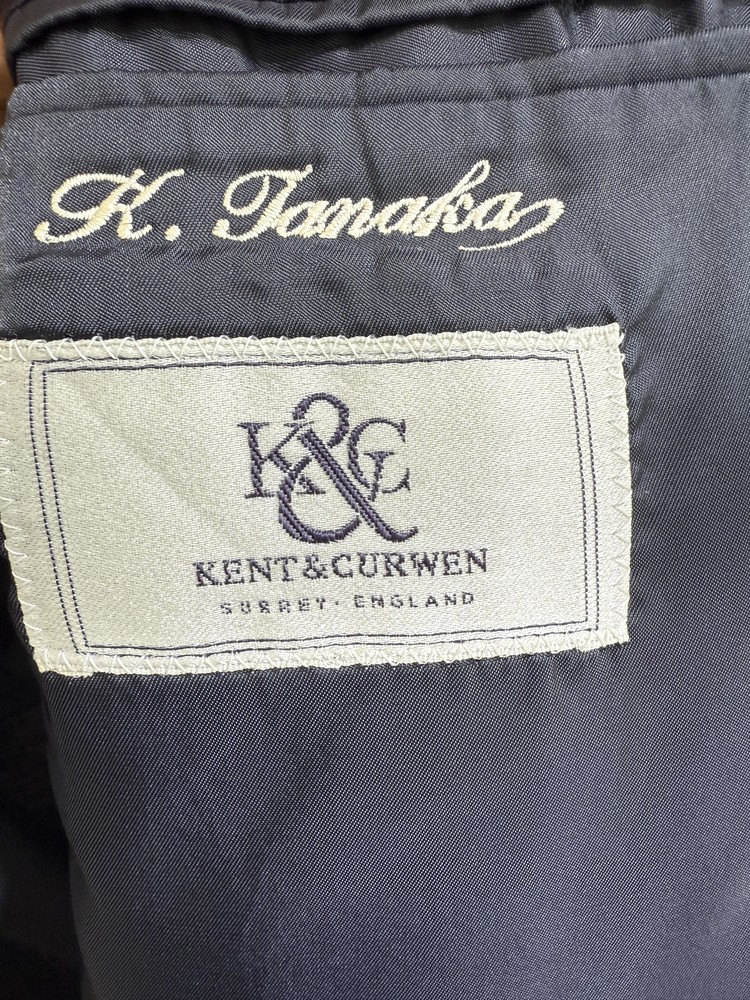 K. Tanaka
K&C
KENT&CURWEN
SURREY · ENGLAND